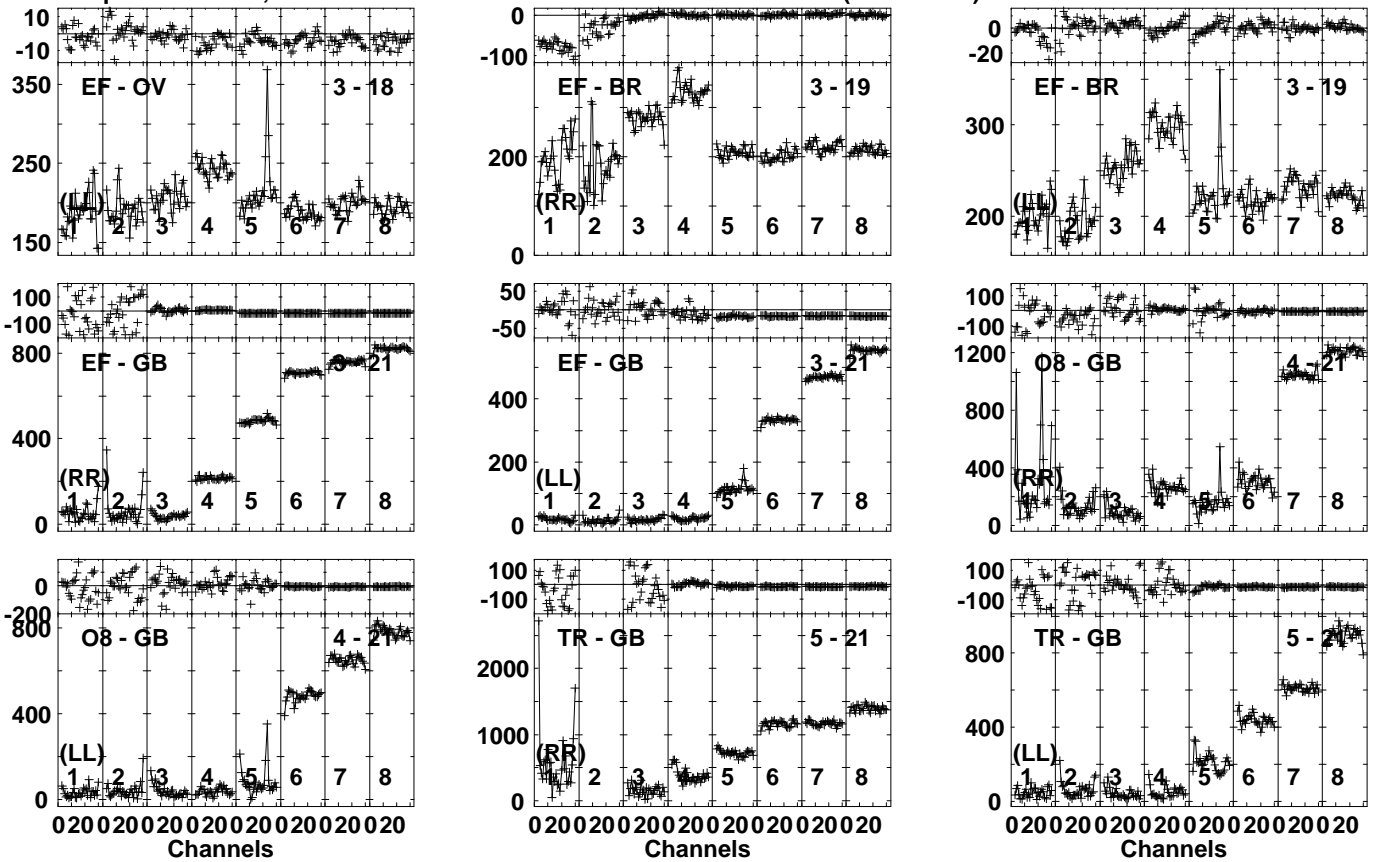 10
-10
EF - OV 3 - 18
350
250
(LL)
150
1 2 3 4 5 6 7 8
0
-100
EF - BR 3 - 19
200
(RR)
0
1 2 3 4 5 6 7 8
0
-20
EF - BR 3 - 19
300
(LL)
200
1 2 3 4 5 6 7 8
100
-100
800
EF - GB 3 - 21
400
(RR)
0
1 2 3 4 5 6 7 8
50
-50
EF - GB 3 - 21
400
200
(LL)
0
1 2 3 4 5 6 7 8
100
-100
1200
O8 - GB 4 - 21
800
400
(RR)
0
1 2 3 4 5 6 7 8
0
-200
800
O8 - GB 4 - 21
400
(LL)
0
1 2 3 4 5 6 7 8
0 20 0 20 0 20 0 20 0 20 0 20 0 20 0 20
Channels
100
-100
TR - GB 5 - 21
2000
1000
(RR)
0
1 2 3 4 5 6 7 8
0 20 0 20 0 20 0 20 0 20 0 20 0 20 0 20
Channels
100
-100
TR - GB 5 - 21
800
400
(LL)
0
1 2 3 4 5 6 7 8
0 20 0 20 0 20 0 20 0 20 0 20 0 20 0 20
Channels